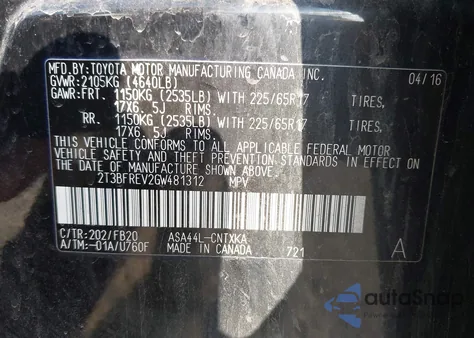 MFD.BY:TOYOTA MOTOR MANUFACTURING CANADA INC. 04/16
GVWR:2105KG (4640LB)
GAWR:FRT. 1150KG (2535LB) WITH 225/65R17 TIRES,
17X6.5J RIMS
RR. 1150KG (2535LB) WITH 225/65R17 TIRES,
17X6.5J RIMS
THIS VEHICLE CONFORMS TO ALL APPLICABLE FEDERAL MOTOR
VEHICLE SAFETY AND THEFT PREVENTION STANDARDS IN EFFECT
ON THE DATE OF MANUFACTURE SHOWN ABOVE.
2T3BFREV2GW481312 MPV
C/TR:202/FB20 ASA44L-CNTXKA
A/TM:-01A/U760F MADE IN CANADA 721 A
autoSnap